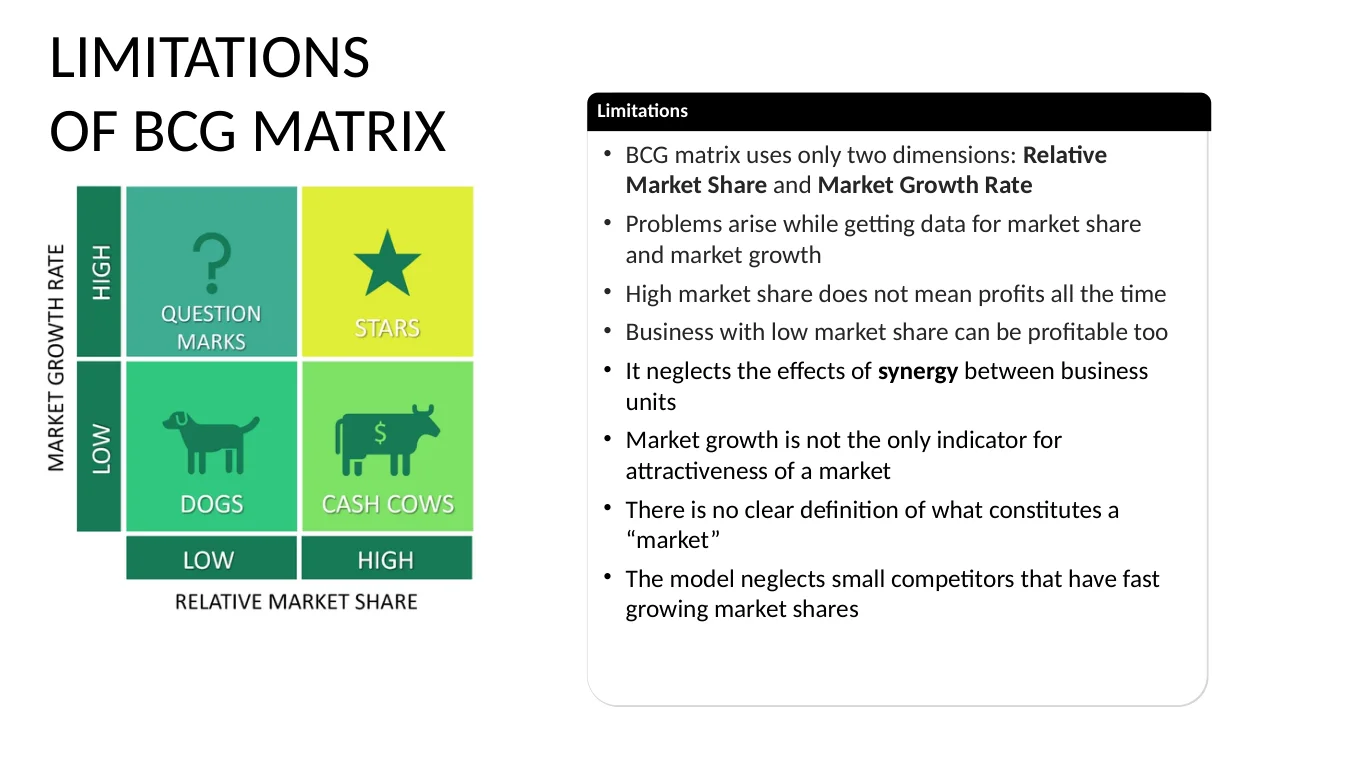 LIMITATIONS
OF BCG MATRIX
MARKET GROWTH RATE
HIGH
LOW
?
QUESTION
MARKS
STARS
DOGS
$
CASH COWS
LOW
HIGH
RELATIVE MARKET SHARE
Limitations
• BCG matrix uses only two dimensions: Relative
Market Share and Market Growth Rate
• Problems arise while getting data for market share
and market growth
• High market share does not mean profits all the time
• Business with low market share can be profitable too
• It neglects the effects of synergy between business
units
• Market growth is not the only indicator for
attractiveness of a market
• There is no clear definition of what constitutes a
“market”
• The model neglects small competitors that have fast
growing market shares